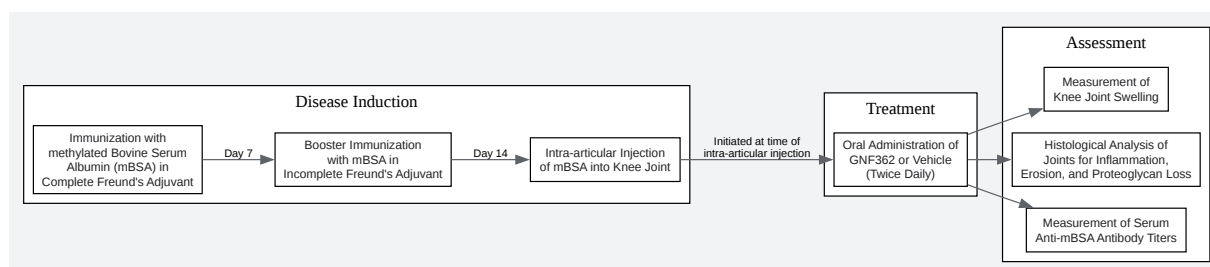 Disease Induction
Immunization with
methylated Bovine Serum
Albumin (mBSA) in
Complete Freund's Adjuvant
Day 7
Booster Immunization
with mBSA in
Incomplete Freund's Adjuvant
Day 14
Intra-articular Injection
of mBSA into Knee Joint
Initiated at time of
intra-articular injection
Treatment
Oral Administration of
GNF362 or Vehicle
(Twice Daily)
Assessment
Measurement of
Knee Joint Swelling
Histological Analysis of
Joints for Inflammation,
Erosion, and Proteoglycan Loss
Measurement of Serum
Anti-mBSA Antibody Titers